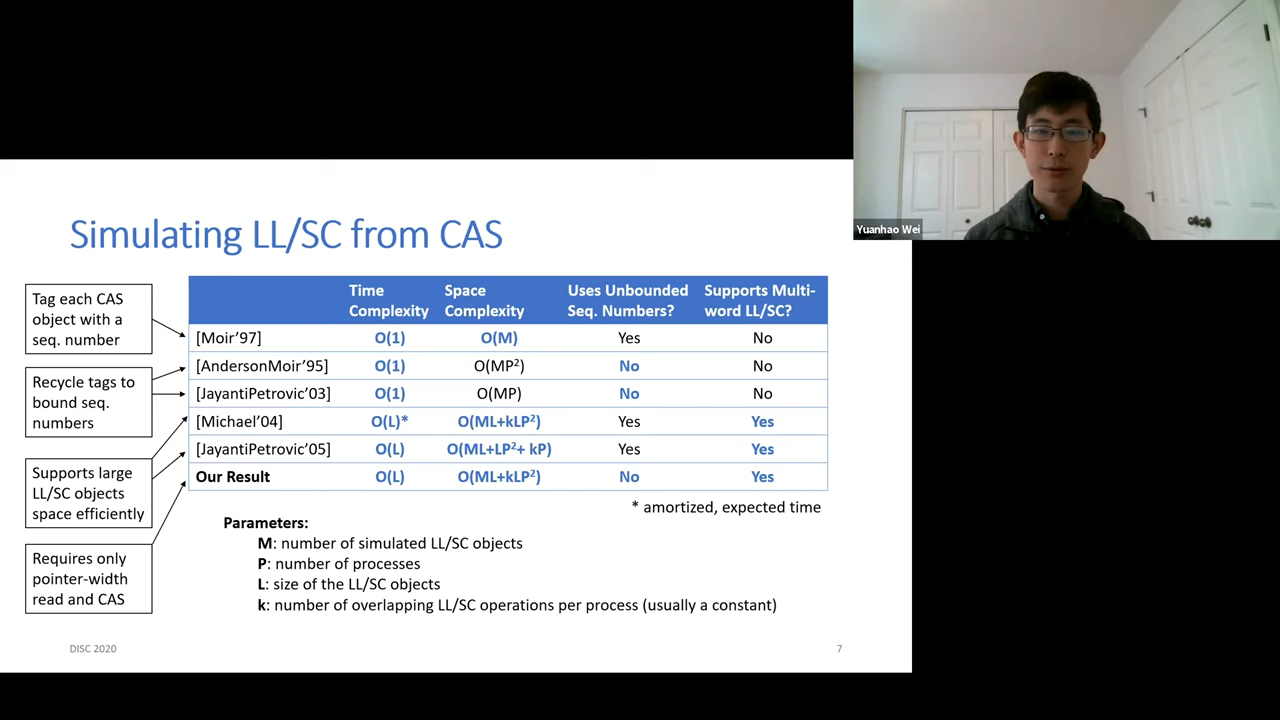 Yuanhao Wei
Simulating LL/SC from CAS
Tag each CAS
object with a
seq. number
Recycle tags to
bound seq.
numbers
Supports large
LL/SC objects
space efficiently
Requires only
pointer-width
read and CAS
Time Complexity Space Complexity Uses Unbounded Seq. Numbers? Supports Multi-word LL/SC?
[Moir’97] O(1) O(M) Yes No
[AndersonMoir’95] O(1) O(MP²) No No
[JayantiPetrovic’03] O(1) O(MP) No No
[Michael’04] O(L)* O(ML+kLP²) Yes Yes
[JayantiPetrovic’05] O(L) O(ML+LP²+ kP) Yes Yes
Our Result O(L) O(ML+kLP²) No Yes
* amortized, expected time
Parameters:
M: number of simulated LL/SC objects
P: number of processes
L: size of the LL/SC objects
k: number of overlapping LL/SC operations per process (usually a constant)
DISC 2020
7